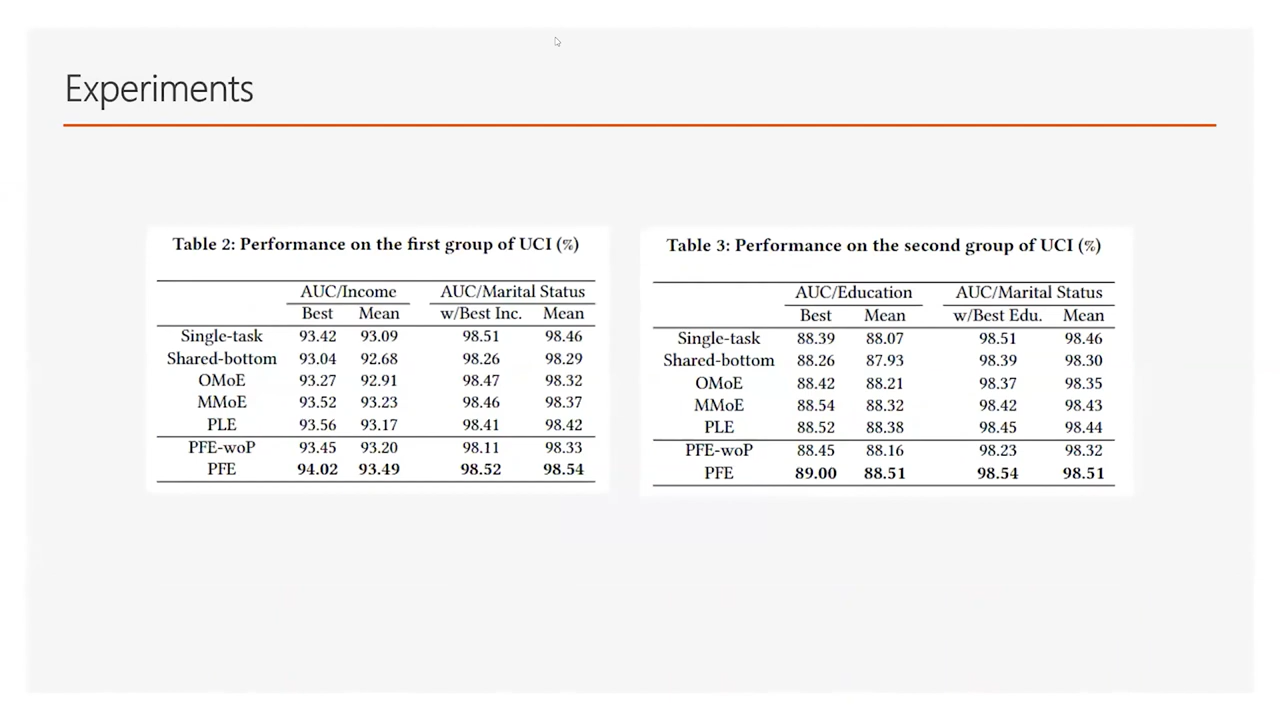 Experiments
Table 2: Performance on the first group of UCI (%)
AUC/Income AUC/Marital Status
Best Mean w/Best Inc. Mean
Single-task 93.42 93.09 98.51 98.46
Shared-bottom 93.04 92.68 98.26 98.29
OMoE 93.27 92.91 98.47 98.32
MMoE 93.52 93.23 98.46 98.37
PLE 93.56 93.17 98.41 98.42
PFE-woP 93.45 93.20 98.11 98.33
PFE 94.02 93.49 98.52 98.54
Table 3: Performance on the second group of UCI (%)
AUC/Education AUC/Marital Status
Best Mean w/Best Edu. Mean
Single-task 88.39 88.07 98.51 98.46
Shared-bottom 88.26 87.93 98.39 98.30
OMoE 88.42 88.21 98.37 98.35
MMoE 88.54 88.32 98.42 98.43
PLE 88.52 88.38 98.45 98.44
PFE-woP 88.45 88.16 98.23 98.32
PFE 89.00 88.51 98.54 98.51